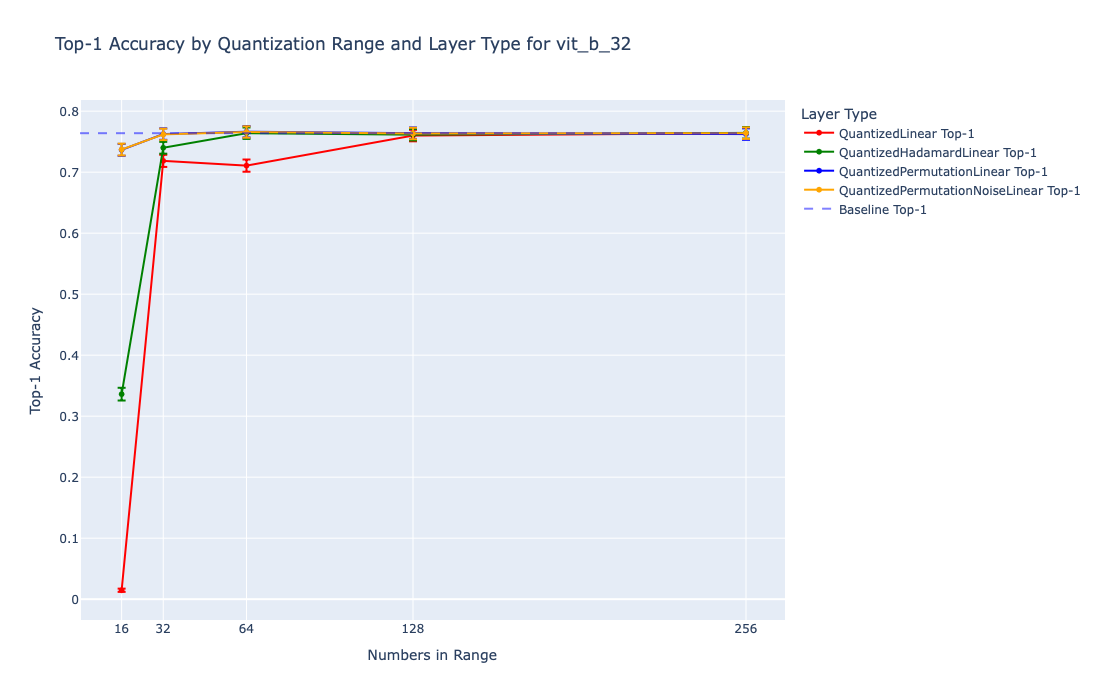 Top-1 Accuracy by Quantization Range and Layer Type for vit_b_32
Layer Type
QuantizedLinear Top-1
QuantizedHadamardLinear Top-1
QuantizedPermutationLinear Top-1
QuantizedPermutationNoiseLinear Top-1
Baseline Top-1
Top-1 Accuracy
0.8
0.7
0.6
0.5
0.4
0.3
0.2
0.1
0
16 32 64 128 256
Numbers in Range